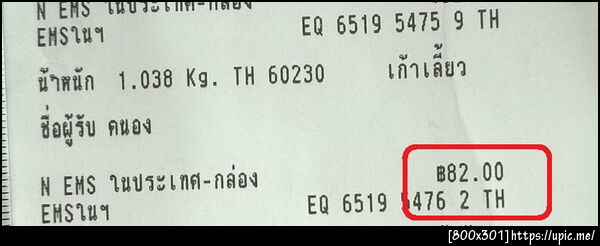 N EMS ในประเทศ-กล่อง
EMSในฯ EQ 6519 5475 9 TH
น้ำหนัก 1.038 Kg. TH 60230 เก้าเลี้ยว
ชื่อผู้รับ คนอง
฿82.00
N EMS ในประเทศ-กล่อง
EMSในฯ EQ 6519 5476 2 TH
[800x301] https://upic.me/